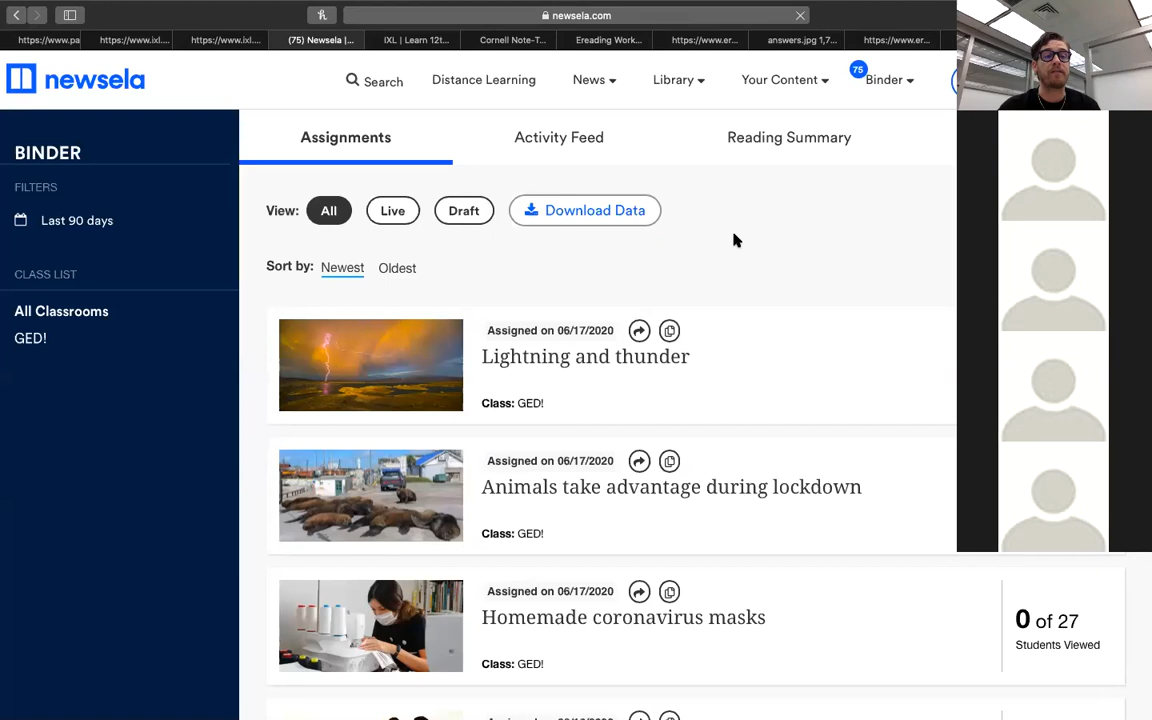 newsela.com
https://www.pa
https://www.ixl....
https://www.ixl....
(75) Newsela |...
IXL | Learn 12t...
Cornell Note-T...
Ereading Work...
https://www.er...
answers.jpg 1,7...
https://www.er...
newsela
Search
Distance Learning
News
Library
Your Content
75
Binder
BINDER
FILTERS
Last 90 days
CLASS LIST
All Classrooms
GED!
Assignments
Activity Feed
Reading Summary
View: All Live Draft Download Data
Sort by: Newest Oldest
Assigned on 06/17/2020
Lightning and thunder
Class: GED!
Assigned on 06/17/2020
Animals take advantage during lockdown
Class: GED!
Assigned on 06/17/2020
Homemade coronavirus masks
Class: GED!
0 of 27
Students Viewed